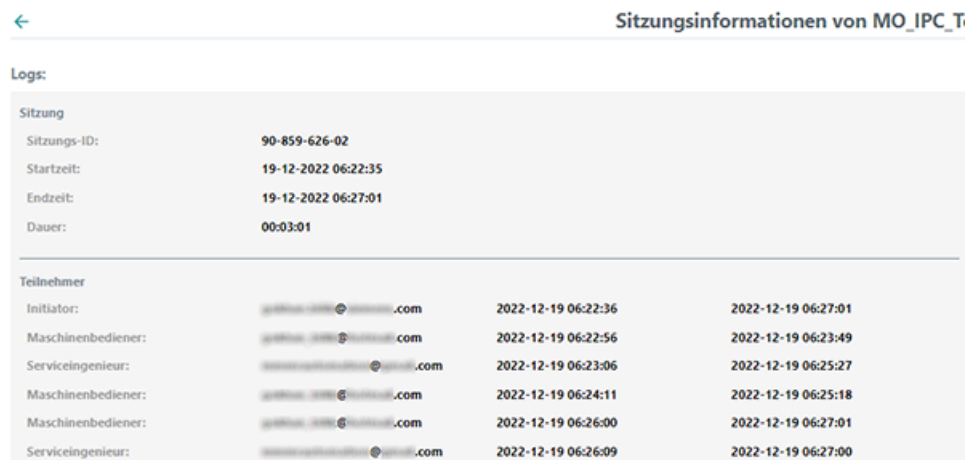 Sitzungsinformationen von MO_IPC_
Logs:
Sitzung
Sitzungs-ID: 90-859-626-02
Startzeit: 19-12-2022 06:22:35
Endzeit: 19-12-2022 06:27:01
Dauer: 00:03:01
Teilnehmer
Initiator: @ .com 2022-12-19 06:22:36 2022-12-19 06:27:01
Maschinenbediener: @ .com 2022-12-19 06:22:56 2022-12-19 06:23:49
Serviceingenieur: @ .com 2022-12-19 06:23:06 2022-12-19 06:25:27
Maschinenbediener: @ .com 2022-12-19 06:24:11 2022-12-19 06:25:18
Maschinenbediener: @ .com 2022-12-19 06:26:00 2022-12-19 06:27:01
Serviceingenieur: @ .com 2022-12-19 06:26:09 2022-12-19 06:27:00